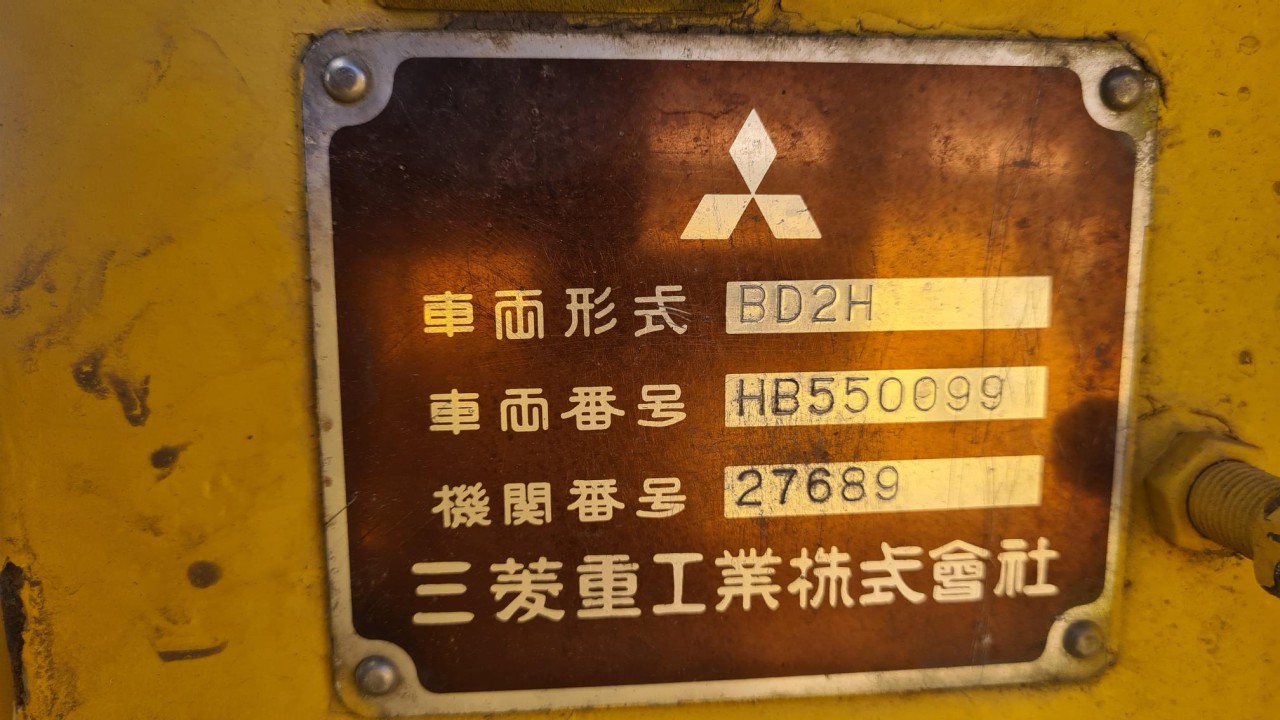 車両形式 BD2H
車両番号 HB550099
機関番号 27689
三菱重工業株式會社